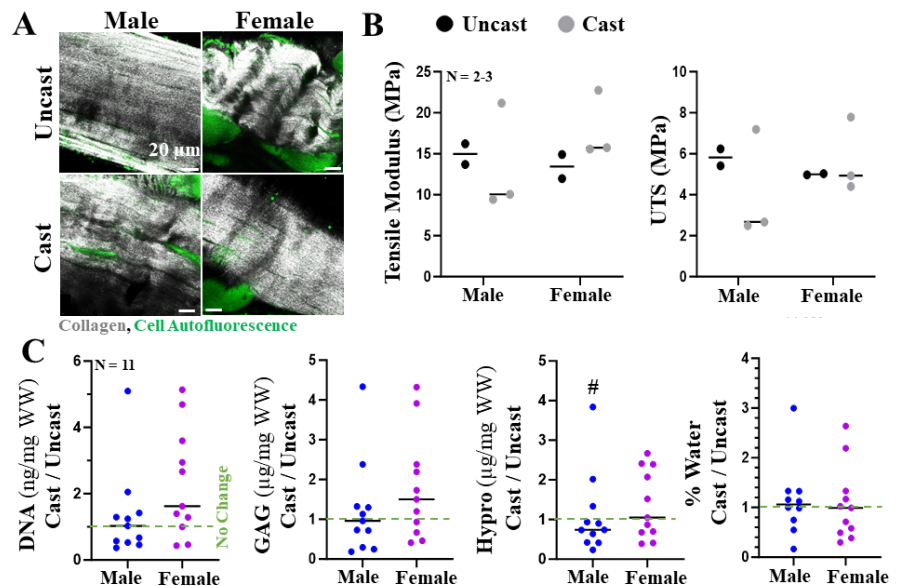 A
Male Female
Uncast
Cast
20 μm
Collagen, Cell Autofluorescence
B
Uncast Cast
Tensile Modulus (MPa)
N = 2-3
25
20
15
10
5
0
Male Female
UTS (MPa)
10
8
6
4
2
0
Male Female
C
DNA (ng/mg WW)
Cast / Uncast
N = 11
6
4
2
0
Male Female
No Change
GAG (μg/mg WW)
Cast / Uncast
5
4
3
2
1
0
Male Female
Hypro (μg/mg WW)
Cast / Uncast
#
5
4
3
2
1
0
Male Female
% Water
Cast / Uncast
4
3
2
1
0
Male Female